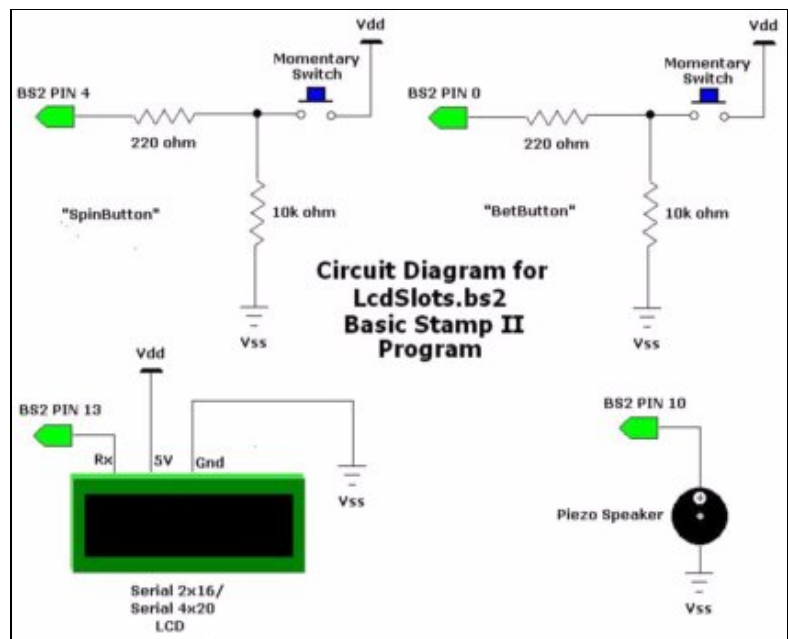 Vdd
Momentary
Switch
BS2 PIN 4
220 ohm
10k ohm
"SpinButton"
Vss
Vdd
Momentary
Switch
BS2 PIN 0
220 ohm
10k ohm
"BetButton"
Vss
Circuit Diagram for
LcdSlots.bs2
Basic Stamp II
Program
Vdd
BS2 PIN 13
Rx
5V
Gnd
Vss
Serial 2x16/
Serial 4x20
LCD
BS2 PIN 10
Piezo Speaker
+
Vss